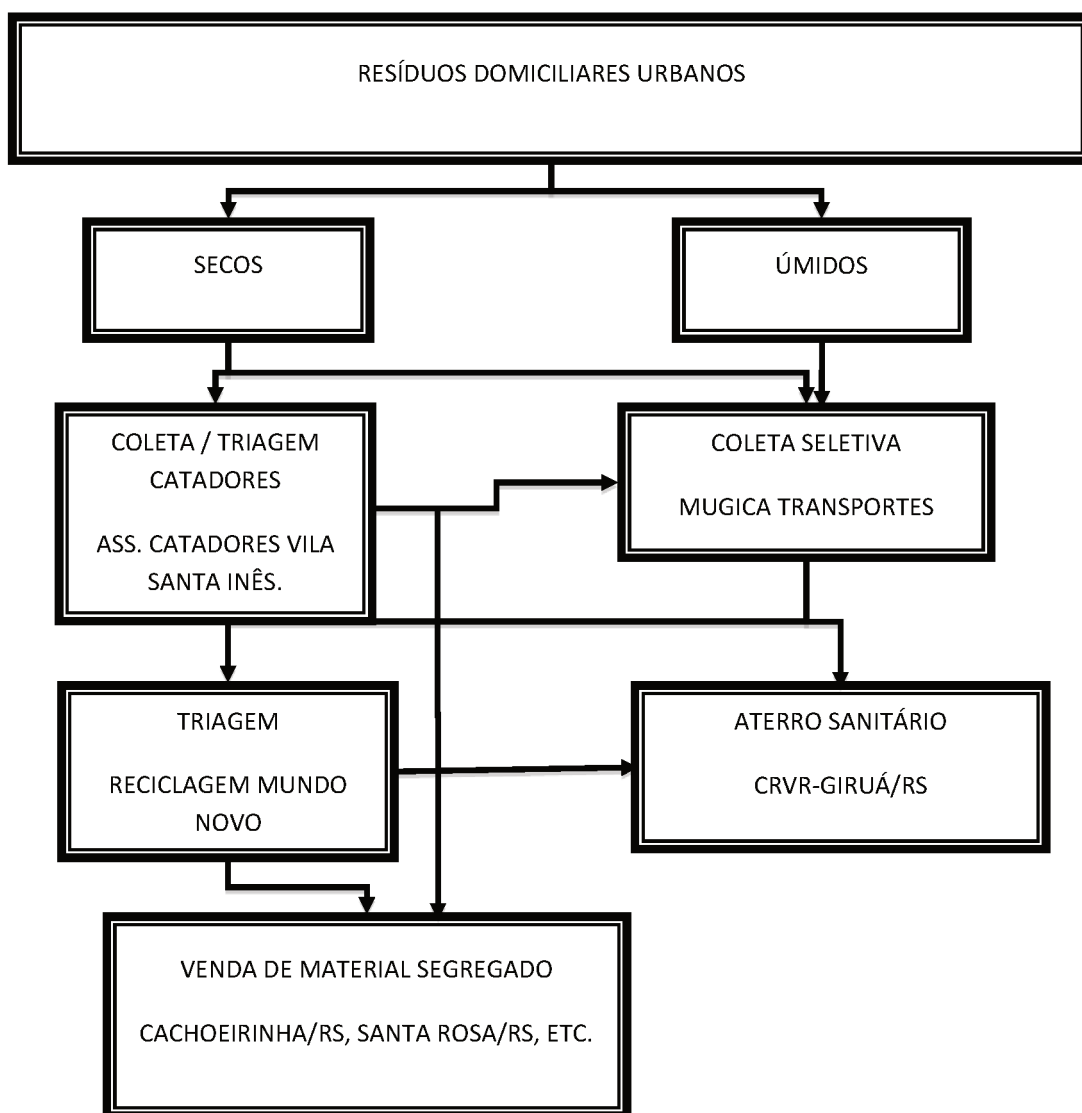 RESÍDUOS DOMICILIARES URBANOS
SECOS
ÚMIDOS
COLETA / TRIAGEM
CATADORES
ASS. CATADORES VILA
SANTA INÊS.
COLETA SELETIVA
MUGICA TRANSPORTES
TRIAGEM
RECICLAGEM MUNDO
NOVO
ATERRO SANITÁRIO
CRVR-GIRUÁ/RS
VENDA DE MATERIAL SEGREGADO
CACHOEIRINHA/RS, SANTA ROSA/RS, ETC.